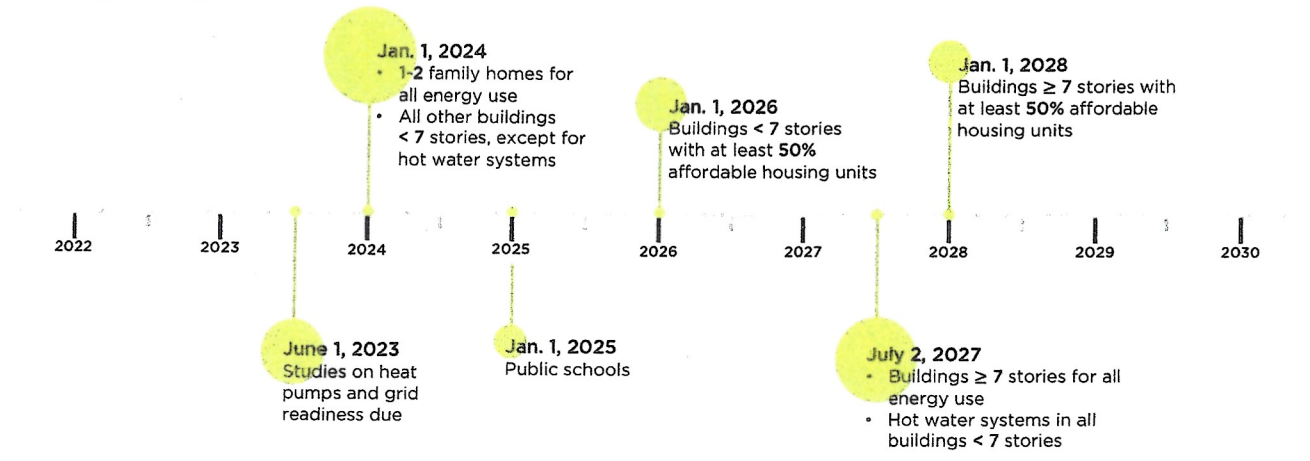 Jan. 1, 2024
• 1-2 family homes for
all energy use
• All other buildings
< 7 stories, except for
hot water systems
Jan. 1, 2026
Buildings < 7 stories
with at least 50%
affordable housing units
Jan. 1, 2028
Buildings ≥ 7 stories with
at least 50% affordable
housing units
2022
2023
2024
2025
2026
2027
2028
2029
2030
June 1, 2023
Studies on heat
pumps and grid
readiness due
Jan. 1, 2025
Public schools
July 2, 2027
• Buildings ≥ 7 stories for all
energy use
• Hot water systems in all
buildings < 7 stories